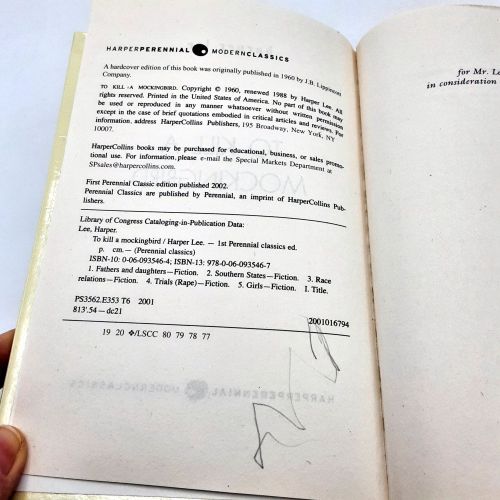 HARPERPERENNIAL MODERNCLASSICS
A hardcover edition of this book was originally published in 1960 by J.B. Lippincott
Company.
TO KILL A MOCKINGBIRD. Copyright © 1960, renewed 1988 by Harper Lee. All
rights reserved. Printed in the United States of America. No part of this book may
be used or reproduced in any manner whatsoever without written permission
except in the case of brief quotations embodied in critical articles and reviews. For
information, address HarperCollins Publishers, 195 Broadway, New York, NY
10007.
HarperCollins books may be purchased for educational, business, or sales promo-
tional use. For information, please e-mail the Special Markets Department at
SPsales@harpercollins.com.
First Perennial Classic edition published 2002.
Perennial Classics are published by Perennial, an imprint of HarperCollins Pub-
lishers.
Library of Congress Cataloging-in-Publication Data:
Lee, Harper.
To kill a mockingbird / Harper Lee. — 1st Perennial classics ed.
p. cm.— (Perennial classics)
ISBN-10: 0-06-093546-4; ISBN-13: 978-0-06-093546-7
1. Fathers and daughters—Fiction. 2. Southern States—Fiction. 3. Race
relations—Fiction. 4. Trials (Rape)—Fiction. 5. Girls—Fiction. I. Title.
PS3562.E353 T6 2001
813'.54—dc21 2001016794
19 20 ❖/LSCC 80 79 78 77
for Mr. Le
in consideration